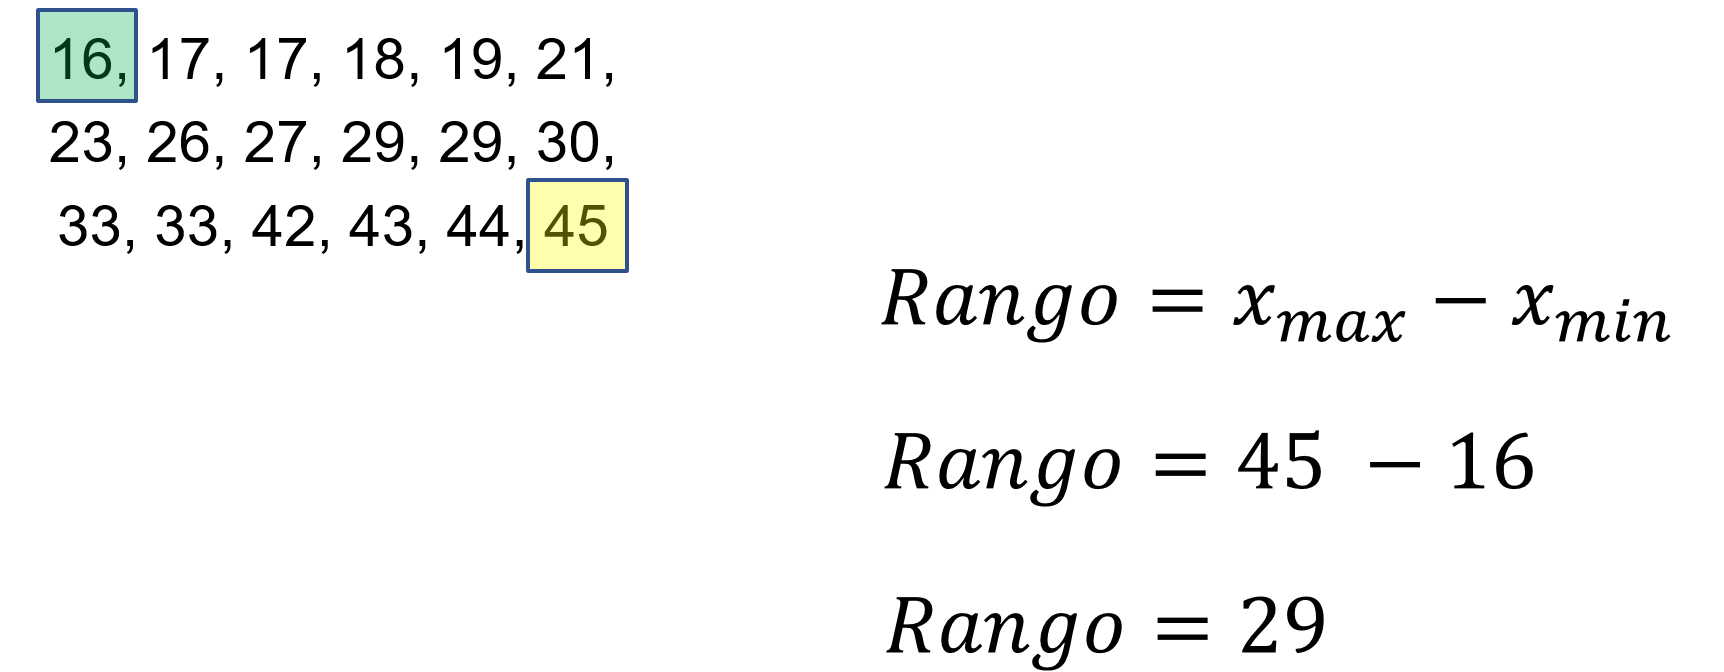 16, 17, 17, 18, 19, 21,
23, 26, 27, 29, 29, 30,
33, 33, 42, 43, 44, 45
Rango = x_max − x_min
Rango = 45 − 16
Rango = 29